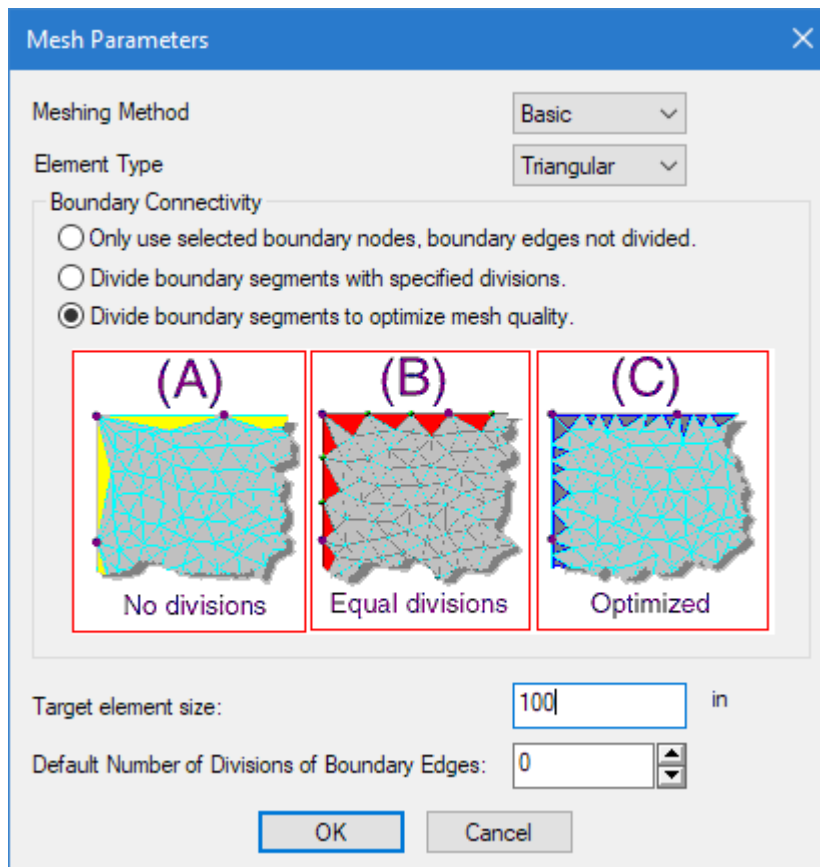 Mesh Parameters
Meshing Method
Basic
Element Type
Triangular
Boundary Connectivity
Only use selected boundary nodes, boundary edges not divided.
Divide boundary segments with specified divisions.
Divide boundary segments to optimize mesh quality.
(A) (B) (C)
No divisions Equal divisions Optimized
Target element size: 100 in
Default Number of Divisions of Boundary Edges: 0
OK Cancel